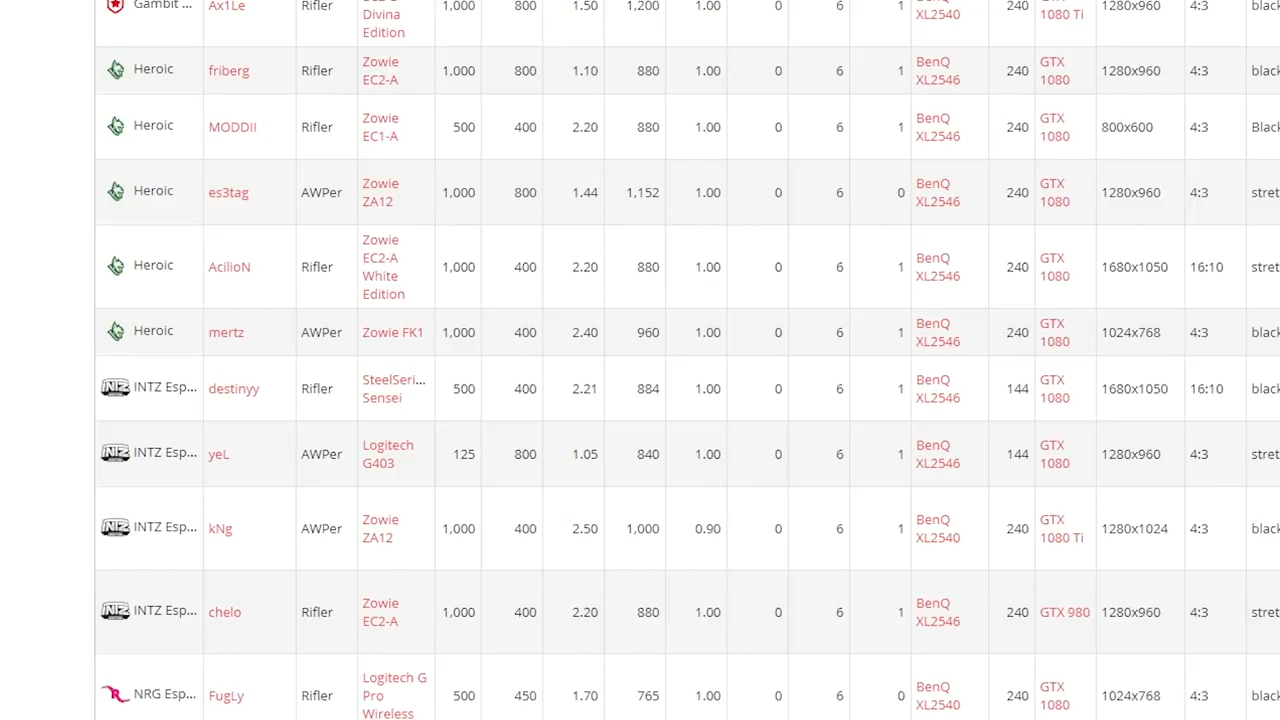 Gambit ... Ax1Le Rifler Divina Edition 1,000 800 1.50 1,200 1.00 0 6 1 BenQ XL2540 240 1080 Ti 1280x960 4:3 black
Heroic friberg Rifler Zowie EC2-A 1,000 800 1.10 880 1.00 0 6 1 BenQ XL2546 240 GTX 1080 1280x960 4:3 black
Heroic MODDII Rifler Zowie EC1-A 500 400 2.20 880 1.00 0 6 1 BenQ XL2546 240 GTX 1080 800x600 4:3 Black
Heroic es3tag AWPer Zowie ZA12 1,000 800 1.44 1,152 1.00 0 6 0 BenQ XL2546 240 GTX 1080 1280x960 4:3 stret
Heroic AcilioN Rifler Zowie EC2-A White Edition 1,000 400 2.20 880 1.00 0 6 1 BenQ XL2546 240 GTX 1080 1680x1050 16:10 stret
Heroic mertz AWPer Zowie FK1 1,000 400 2.40 960 1.00 0 6 1 BenQ XL2546 240 GTX 1080 1024x768 4:3 black
INTZ Esp... destinyy Rifler SteelSeri... Sensei 500 400 2.21 884 1.00 0 6 1 BenQ XL2546 144 GTX 1080 1680x1050 16:10 black
INTZ Esp... yeL AWPer Logitech G403 125 800 1.05 840 1.00 0 6 1 BenQ XL2546 144 GTX 1080 1280x960 4:3 stret
INTZ Esp... kNg AWPer Zowie ZA12 1,000 400 2.50 1,000 0.90 0 6 1 BenQ XL2540 240 GTX 1080 Ti 1280x1024 4:3 black
INTZ Esp... chelo Rifler Zowie EC2-A 1,000 400 2.20 880 1.00 0 6 1 BenQ XL2546 240 GTX 980 1280x960 4:3 stret
NRG Esp... FugLy Rifler Logitech G Pro Wireless 500 450 1.70 765 1.00 0 6 0 BenQ XL2540 240 GTX 1080 1024x768 4:3 black